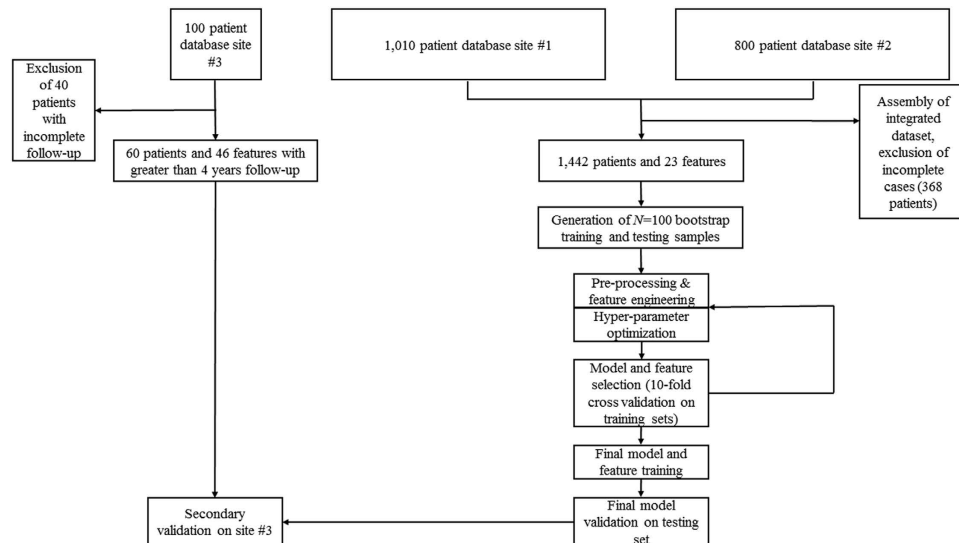 100 patient
database site
#3
1,010 patient database site #1
800 patient database site #2
Exclusion
of 40
patients
with
incomplete
follow-up
Assembly of
integrated
dataset,
exclusion of
incomplete
cases (368
patients)
60 patients and 46 features with
greater than 4 years follow-up
1,442 patients and 23 features
Generation of N=100 bootstrap
training and testing samples
Pre-processing &
feature engineering
Hyper-parameter
optimization
Model and feature
selection (10-fold
cross validation on
training sets)
Final model and
feature training
Secondary
validation on site #3
Final model
validation on testing
set